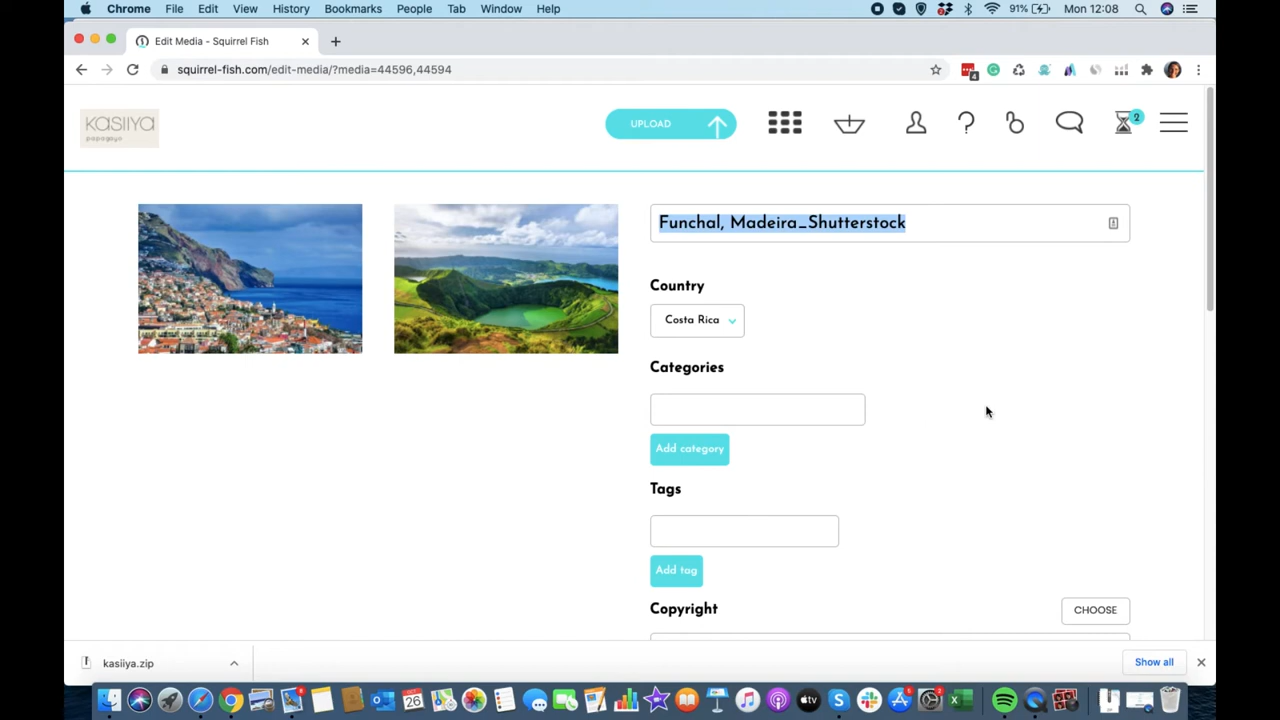 Chrome File Edit View History Bookmarks People Tab Window Help 91% Mon 12:08
Edit Media - Squirrel Fish
squirrel-fish.com/edit-media/?media=44596,44594
4
KASIIYA
papagayo
UPLOAD
2
Funchal, Madeira_Shutterstock
Country
Costa Rica
Categories
Add category
Tags
Add tag
Copyright
CHOOSE
kasiiya.zip
Show all